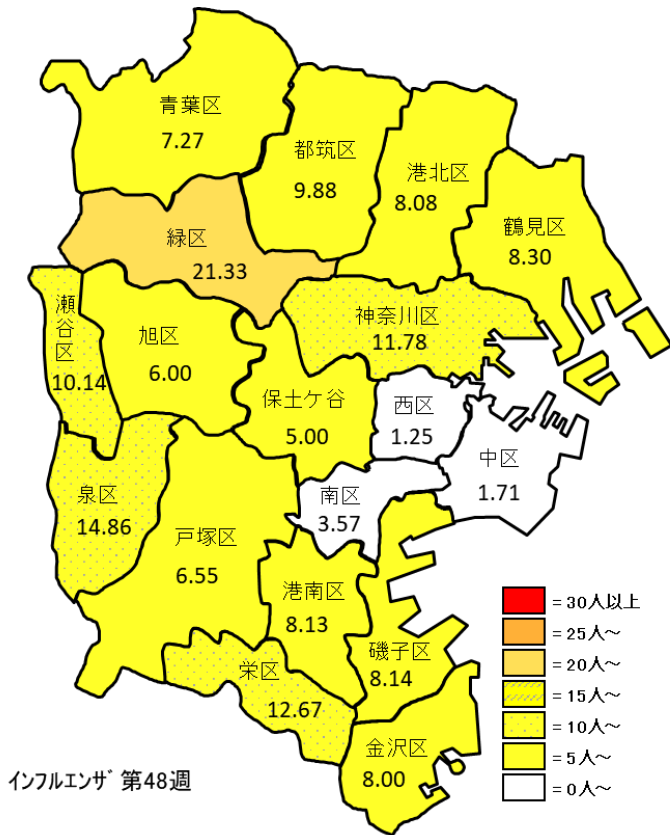 青葉区
7.27
都筑区
9.88
港北区
8.08
鶴見区
8.30
緑区
21.33
瀬谷区
10.14
旭区
6.00
神奈川区
11.78
保土ケ谷
5.00
西区
1.25
中区
1.71
南区
3.57
泉区
14.86
戸塚区
6.55
港南区
8.13
磯子区
8.14
栄区
12.67
金沢区
8.00
=30人以上
=25人～
=20人～
=15人～
=10人～
=5人～
=0人～
インフルエンザ 第48週